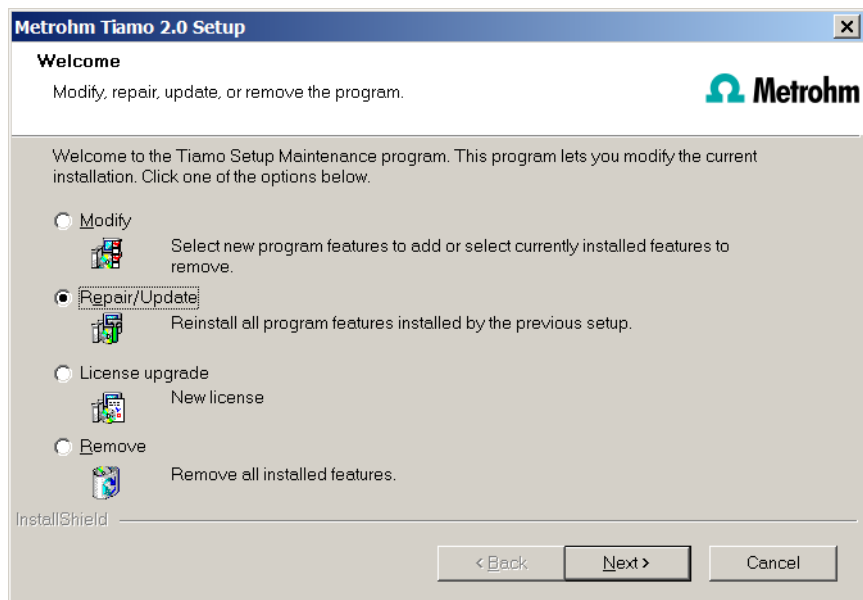 Metrohm Tiamo 2.0 Setup
Welcome
Modify, repair, update, or remove the program.
Metrohm
Welcome to the Tiamo Setup Maintenance program. This program lets you modify the current
installation. Click one of the options below.
Modify
Select new program features to add or select currently installed features to
remove.
Repair/Update
Reinstall all program features installed by the previous setup.
License upgrade
New license
Remove
Remove all installed features.
InstallShield
< Back
Next >
Cancel